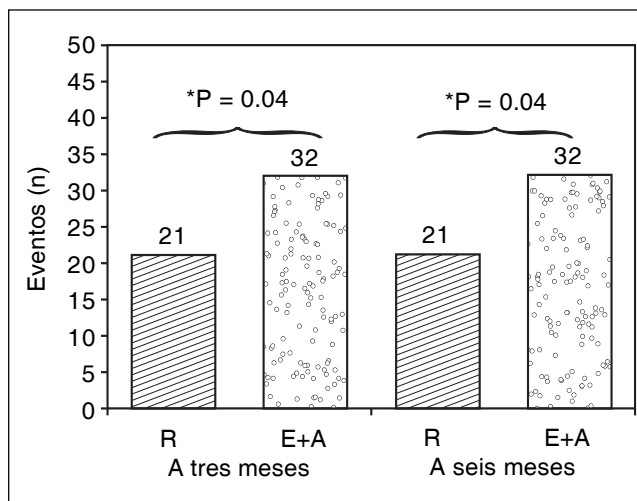 Eventos (n)
50
45
40
35
30
25
20
15
10
5
0
*P = 0.04
*P = 0.04
21
32
21
32
R
E+A
R
E+A
A tres meses
A seis meses